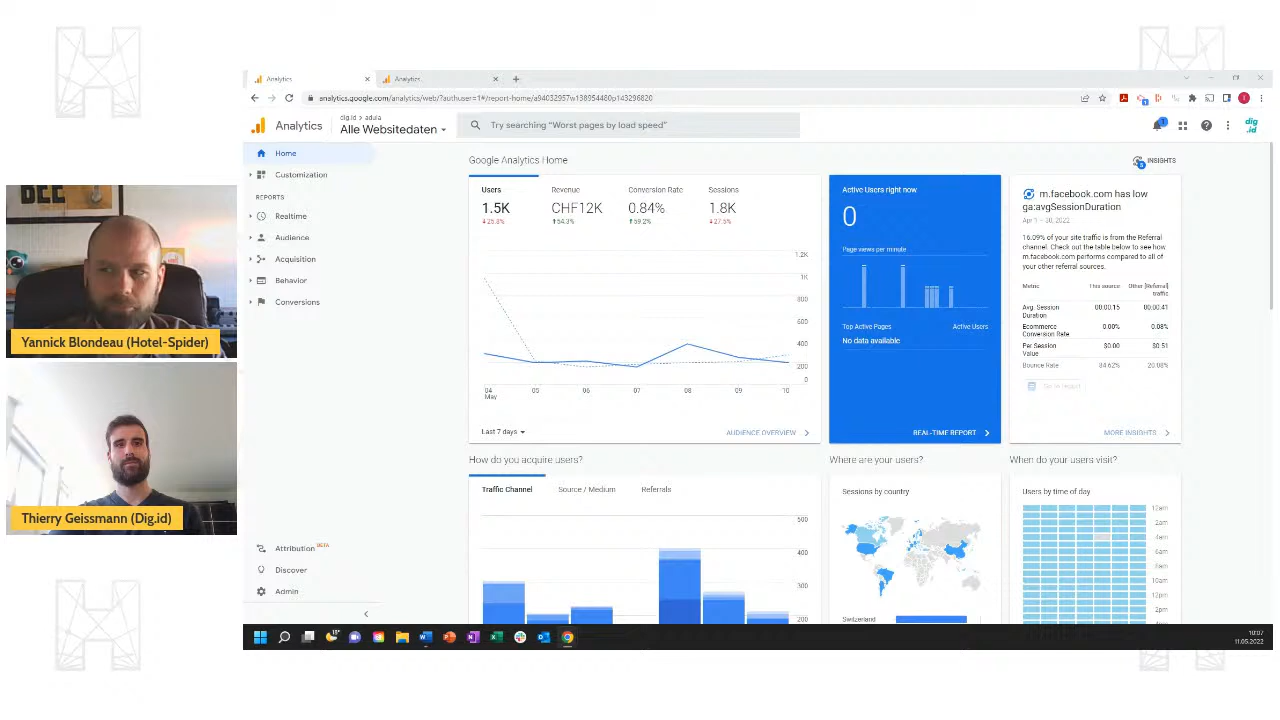 Analytics
Analytics
analytics.google.com/analytics/web/?authuser=1#/report-home/a94032957w138954480p143296820
Analytics
dig.id > adula
Alle Websitedaten
Try searching “Worst pages by load speed”
1
dig
.id
Home
Customization
REPORTS
Realtime
Audience
Acquisition
Behavior
Conversions
Attribution BETA
Discover
Admin
Google Analytics Home
INSIGHTS
Users
Revenue
Conversion Rate
Sessions
1.5K
CHF12K
0.84%
1.8K
↓25.8%
↑54.3%
↑59.2%
↓27.5%
1.2K
1K
800
600
400
200
0
04
05
06
07
08
09
10
May
Last 7 days
AUDIENCE OVERVIEW
Active Users right now
0
Page views per minute
Top Active Pages
Active Users
No data available
REAL-TIME REPORT
m.facebook.com has low
ga:avgSessionDuration
Apr 1 – 30, 2022
16.09% of your site traffic is from the Referral
channel. Check out the table below to see how
m.facebook.com performs compared to all of
your other referral sources.
Metric
This source
Other [Referral]
traffic
Avg. Session
Duration
00:00:15
00:00:41
Ecommerce
Conversion Rate
0.00%
0.08%
Per Session
Value
$0.00
$0.51
Bounce Rate
84.62%
20.08%
Go to report
MORE INSIGHTS
How do you acquire users?
Traffic Channel
Source / Medium
Referrals
500
400
300
200
Where are your users?
Sessions by country
Switzerland
When do your users visit?
Users by time of day
12am
2am
4am
6am
8am
10am
12pm
2pm
10:07
11.05.2022
Yannick Blondeau (Hotel-Spider)
Thierry Geissmann (Dig.id)